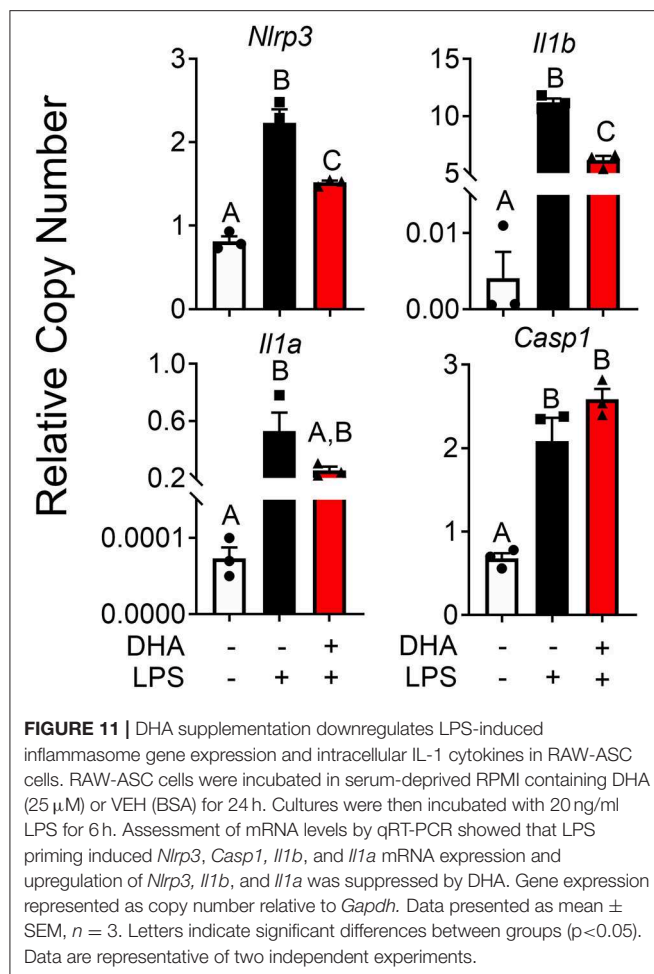 Relative Copy Number
Nlrp3
3
2
1
0
A
B
C
Il1b
15
10
5
0.01
0.00
A
B
C
Il1a
1.0
0.6
0.2
0.0001
0.0000
A
B
A,B
Casp1
3
2
1
0
A
B
B
DHA - - +
LPS - + +
- - +
- + +
FIGURE 11 | DHA supplementation downregulates LPS-induced
inflammasome gene expression and intracellular IL-1 cytokines in RAW-ASC
cells. RAW-ASC cells were incubated in serum-deprived RPMI containing DHA
(25 μM) or VEH (BSA) for 24 h. Cultures were then incubated with 20 ng/ml
LPS for 6 h. Assessment of mRNA levels by qRT-PCR showed that LPS
priming induced Nlrp3, Casp1, Il1b, and Il1a mRNA expression and
upregulation of Nlrp3, Il1b, and Il1a was suppressed by DHA. Gene expression
represented as copy number relative to Gapdh. Data presented as mean ±
SEM, n = 3. Letters indicate significant differences between groups (p<0.05).
Data are representative of two independent experiments.